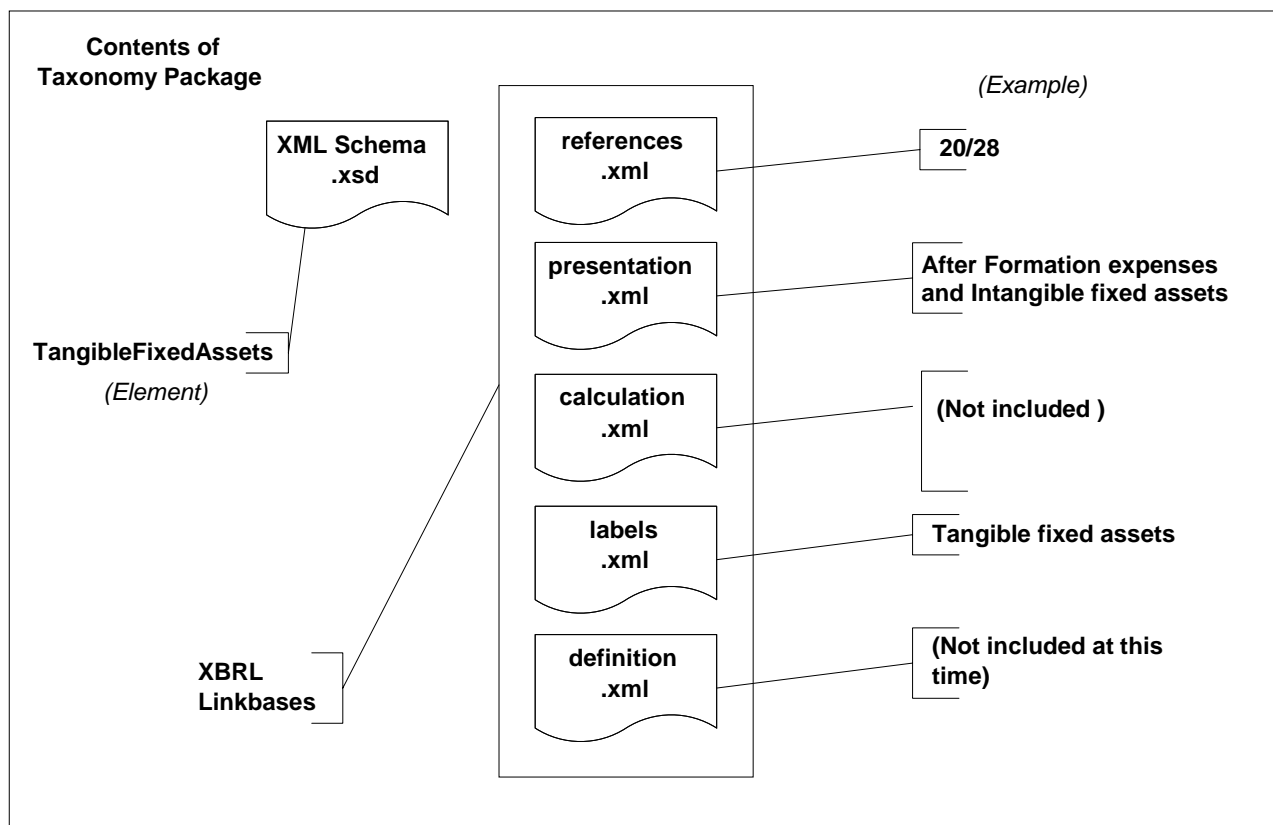 Contents of
Taxonomy Package
(Example)
XML Schema
.xsd
references
.xml
20/28
presentation
.xml
After Formation expenses
and Intangible fixed assets
TangibleFixedAssets
(Element)
calculation
.xml
(Not included )
labels
.xml
Tangible fixed assets
XBRL
Linkbases
definition
.xml
(Not included at this
time)